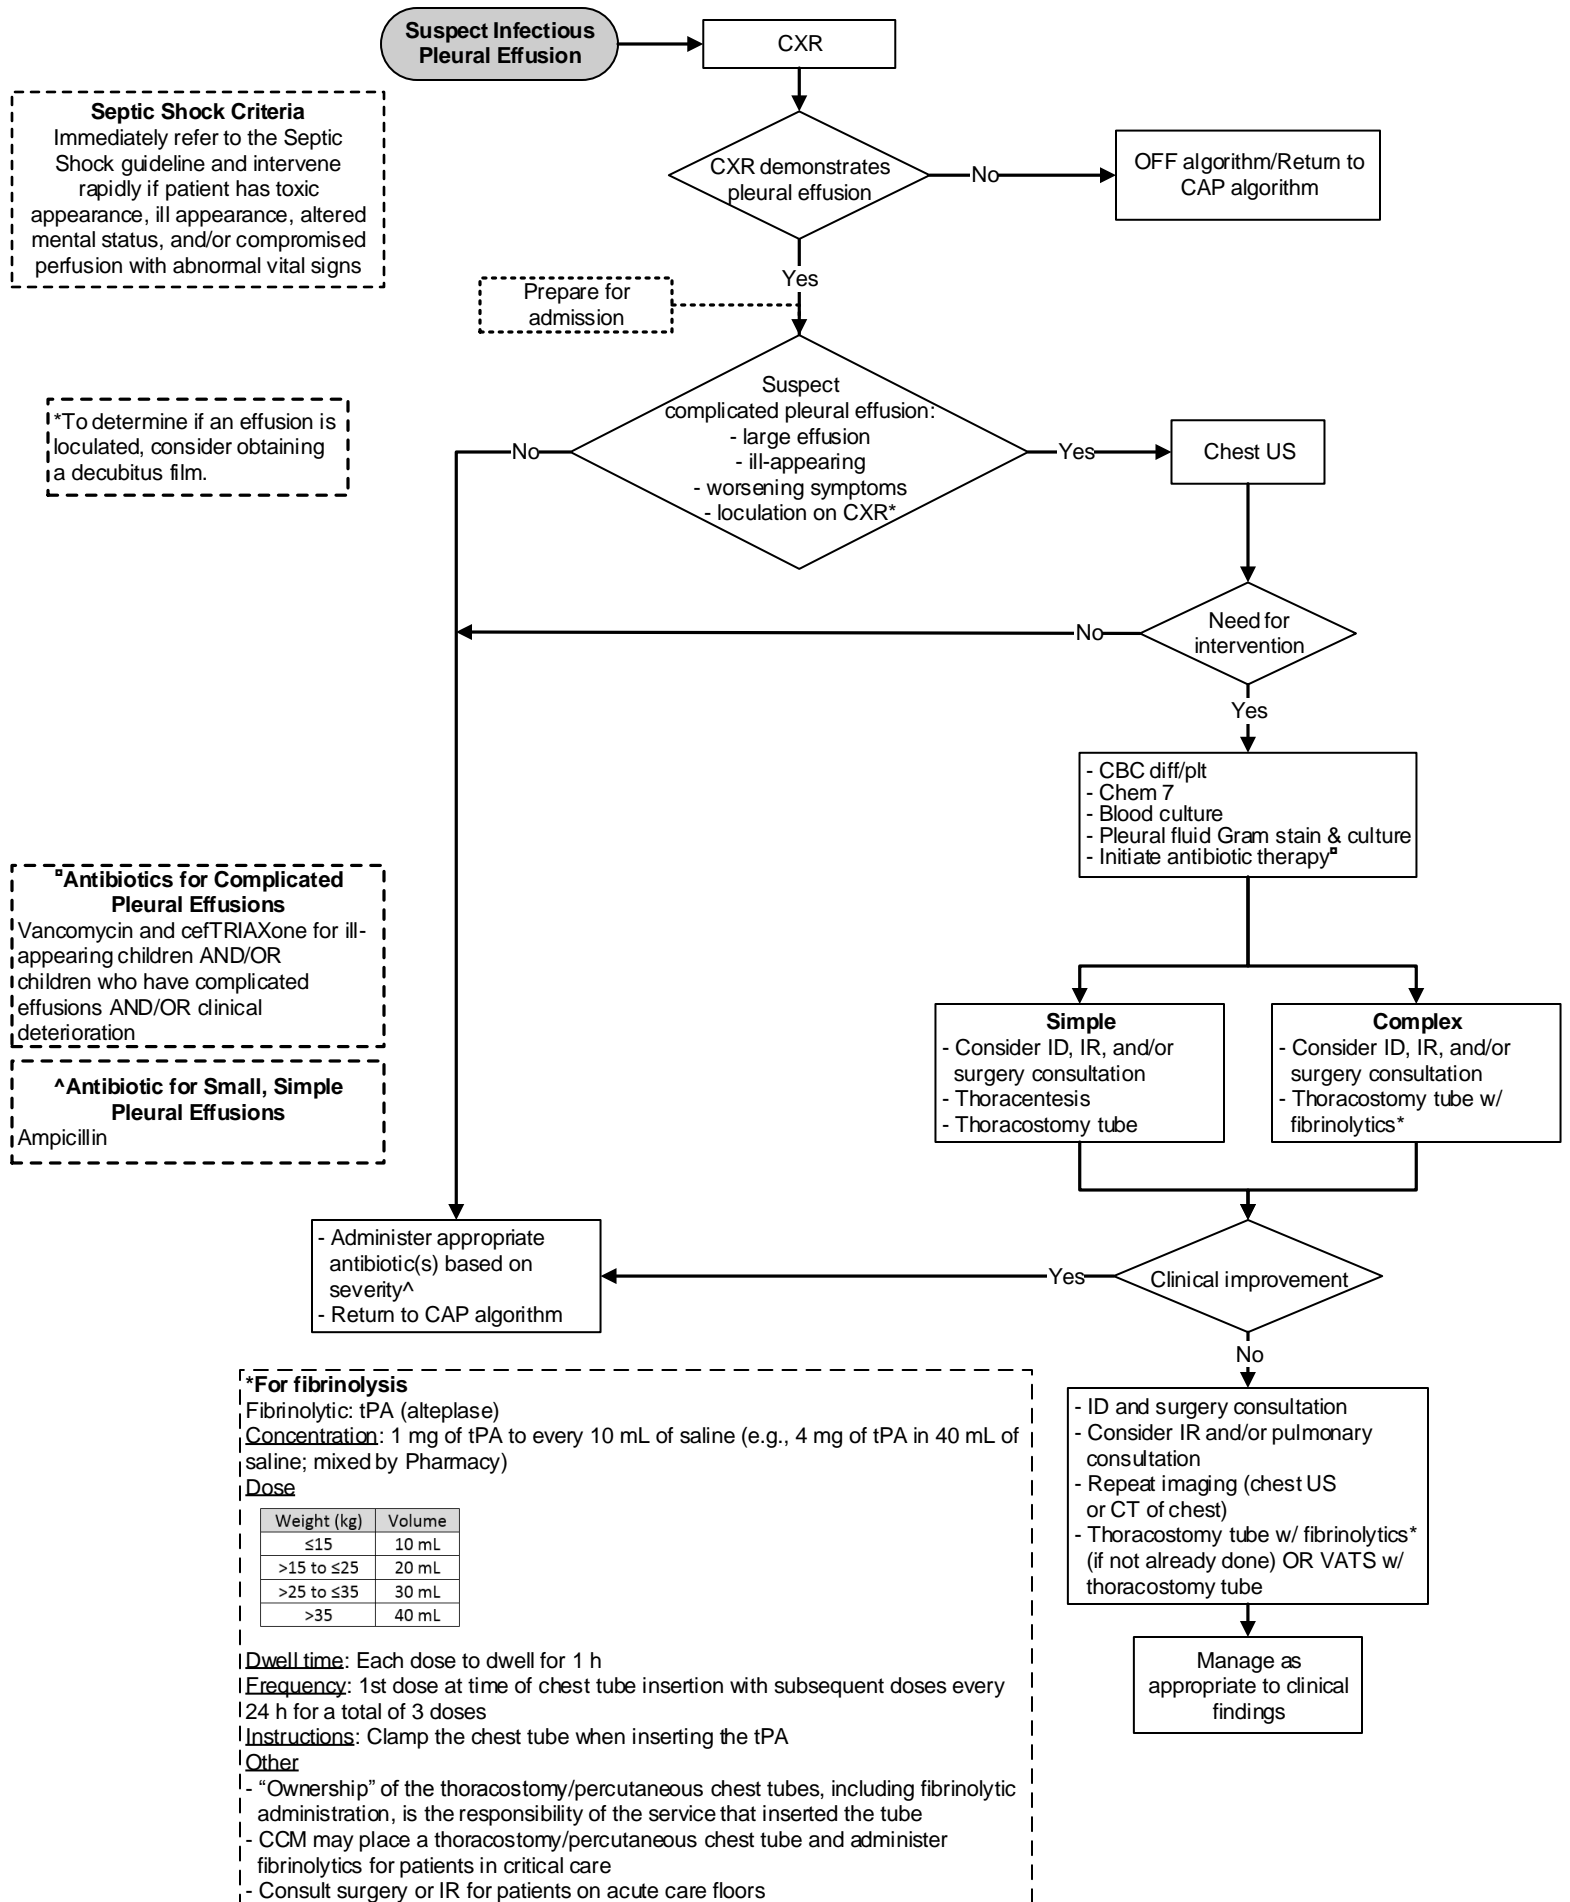 Suspect Infectious
Pleural Effusion
CXR
Septic Shock Criteria
Immediately refer to the Septic
Shock guideline and intervene
rapidly if patient has toxic
appearance, ill appearance, altered
mental status, and/or compromised
perfusion with abnormal vital signs
CXR demonstrates
pleural effusion
No
OFF algorithm/Return to
CAP algorithm
Yes
Prepare for
admission
*To determine if an effusion is
loculated, consider obtaining
a decubitus film.
Suspect
complicated pleural effusion:
- large effusion
- ill-appearing
- worsening symptoms
- loculation on CXR*
No
Yes
Chest US
Need for
intervention
No
Yes
- CBC diff/plt
- Chem 7
- Blood culture
- Pleural fluid Gram stain & culture
- Initiate antibiotic therapy¤
¤Antibiotics for Complicated
Pleural Effusions
Vancomycin and cefTRIAXone for ill-
appearing children AND/OR
children who have complicated
effusions AND/OR clinical
deterioration
^Antibiotic for Small, Simple
Pleural Effusions
Ampicillin
Simple
- Consider ID, IR, and/or
surgery consultation
- Thoracentesis
- Thoracostomy tube
Complex
- Consider ID, IR, and/or
surgery consultation
- Thoracostomy tube w/
fibrinolytics*
- Administer appropriate
antibiotic(s) based on
severity^
- Return to CAP algorithm
Yes
Clinical improvement
No
- ID and surgery consultation
- Consider IR and/or pulmonary
consultation
- Repeat imaging (chest US
or CT of chest)
- Thoracostomy tube w/ fibrinolytics*
(if not already done) OR VATS w/
thoracostomy tube
Manage as
appropriate to clinical
findings
*For fibrinolysis
Fibrinolytic: tPA (alteplase)
Concentration: 1 mg of tPA to every 10 mL of saline (e.g., 4 mg of tPA in 40 mL of
saline; mixed by Pharmacy)
Dose
Weight (kg) Volume
≤15 10 mL
>15 to ≤25 20 mL
>25 to ≤35 30 mL
>35 40 mL
Dwell time: Each dose to dwell for 1 h
Frequency: 1st dose at time of chest tube insertion with subsequent doses every
24 h for a total of 3 doses
Instructions: Clamp the chest tube when inserting the tPA
Other
- “Ownership” of the thoracostomy/percutaneous chest tubes, including fibrinolytic
administration, is the responsibility of the service that inserted the tube
- CCM may place a thoracostomy/percutaneous chest tube and administer
fibrinolytics for patients in critical care
- Consult surgery or IR for patients on acute care floors